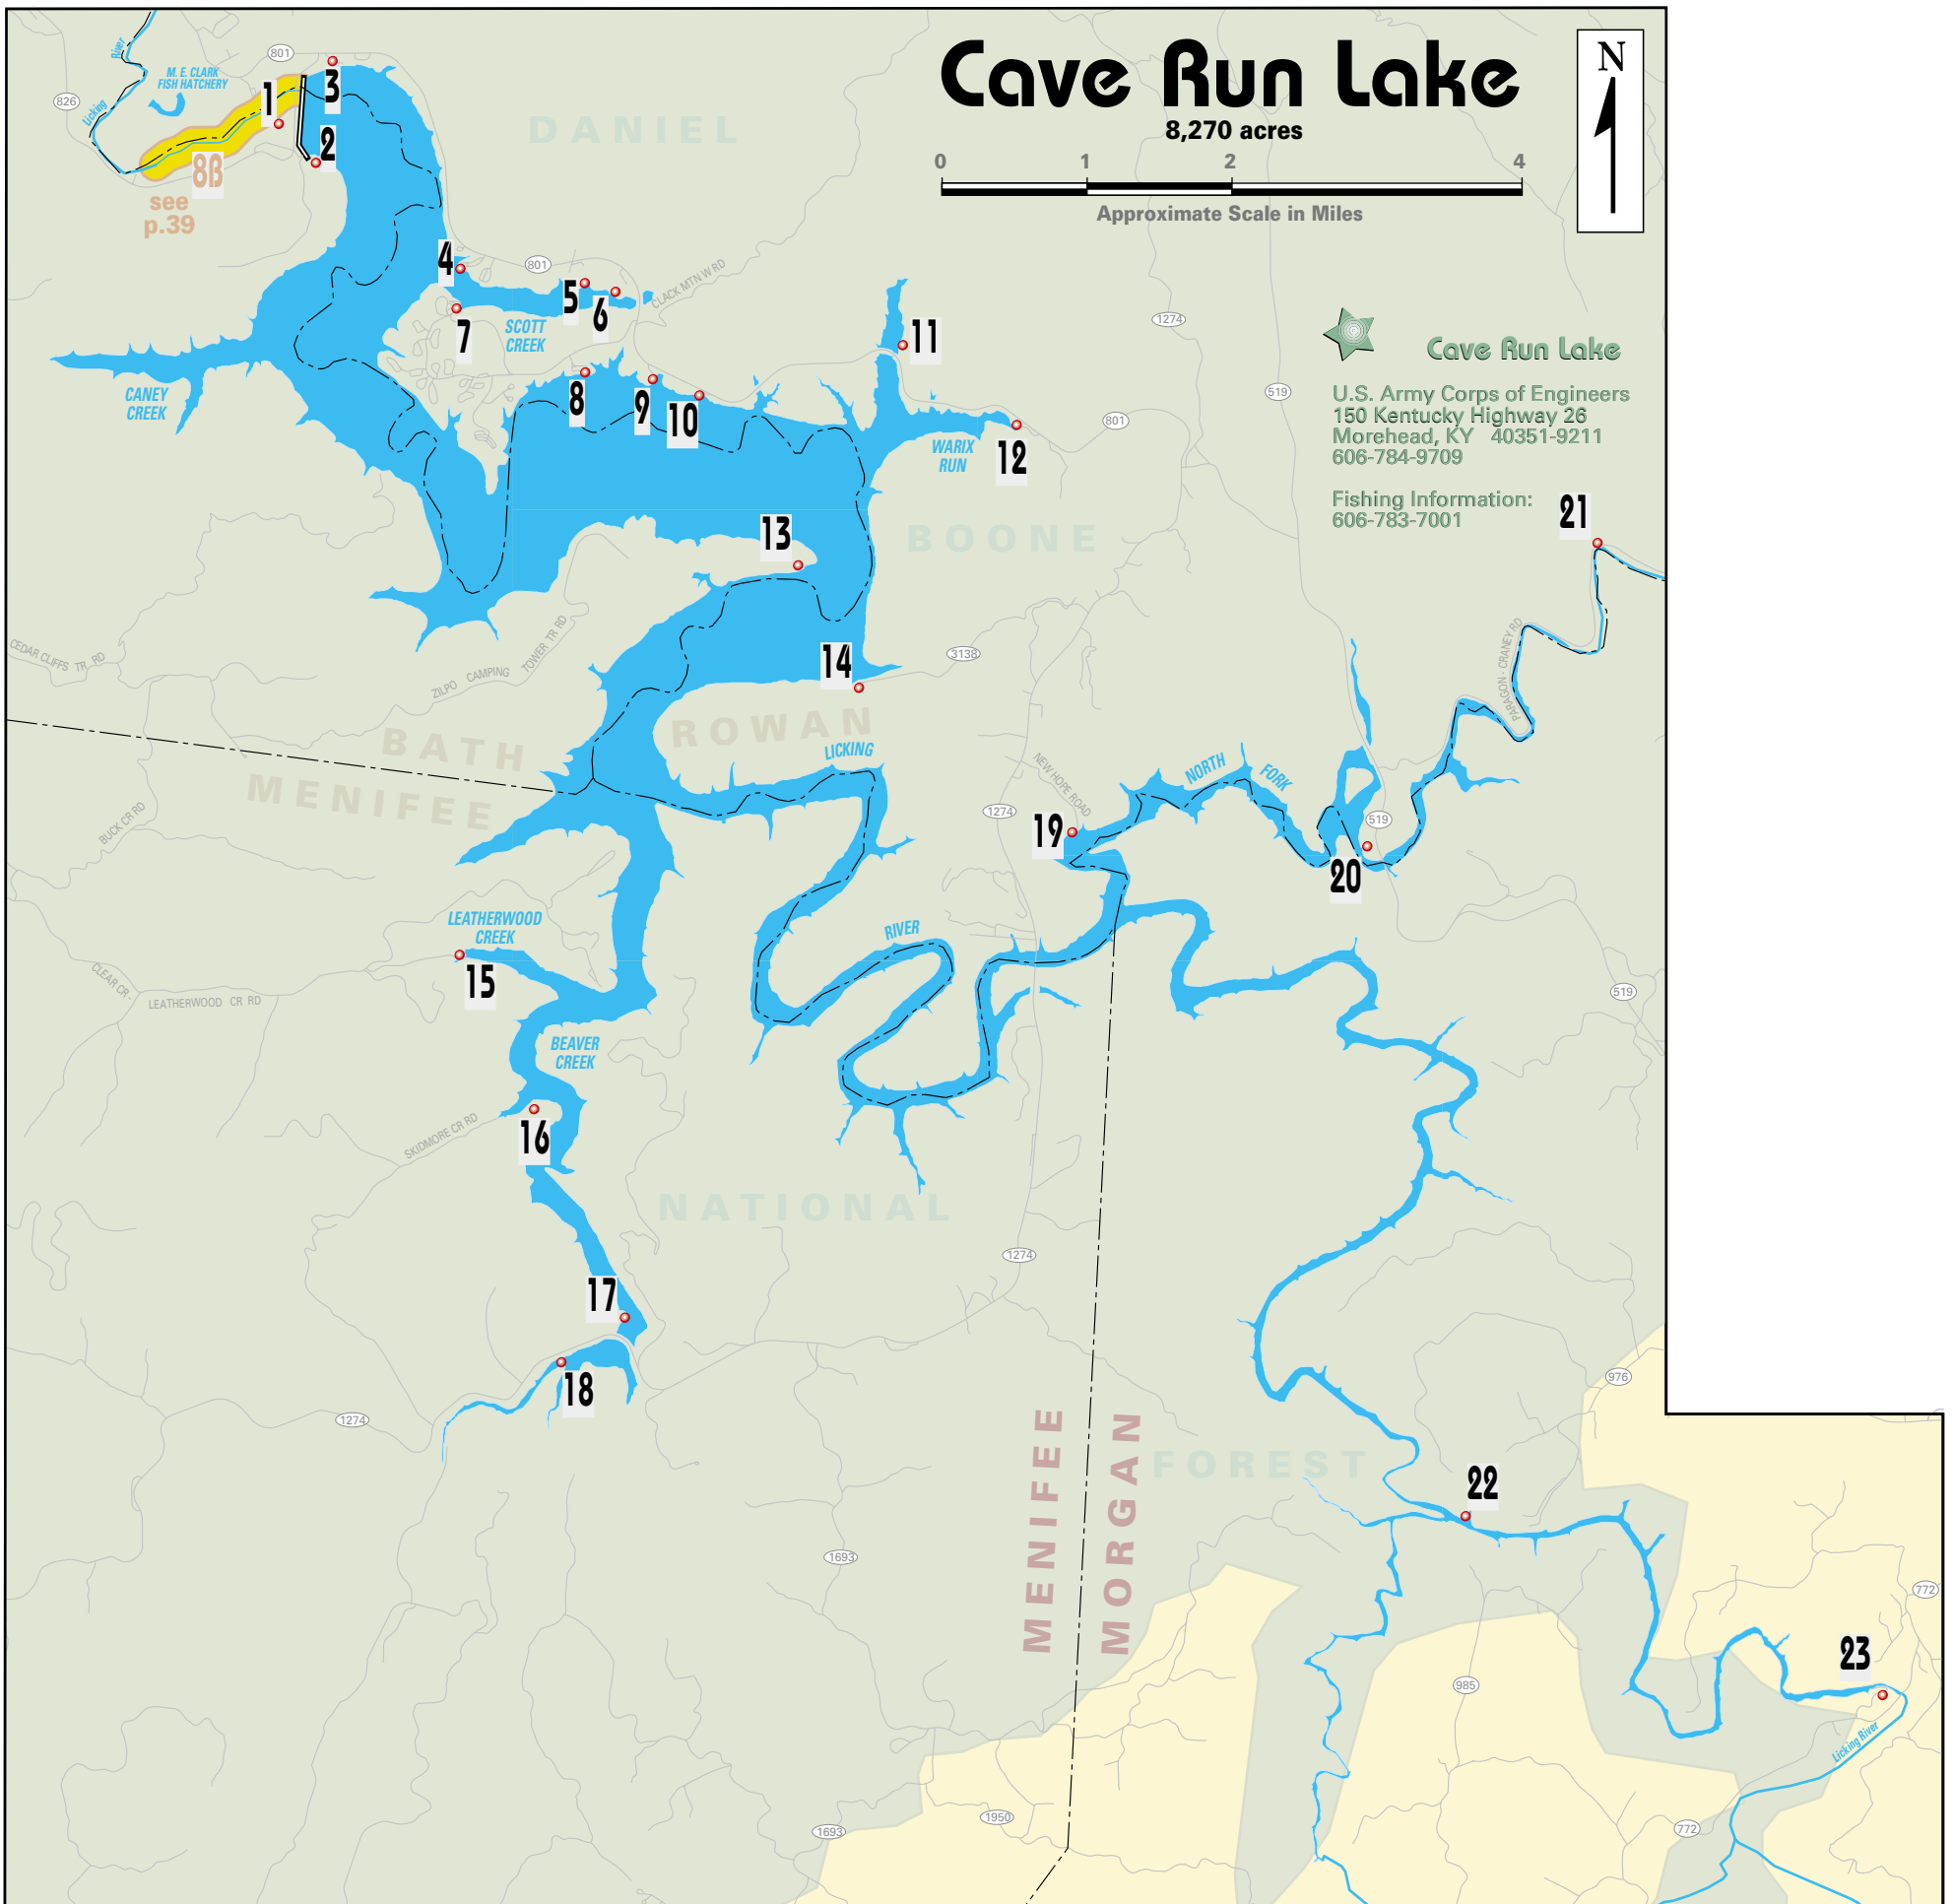 Cave Run Lake
8,270 acres
0 1 2 4
Approximate Scale in Miles
N
River
Licking
M. E. CLARK
FISH HATCHERY
801
826
1
2
3
8ß
see
p.39
DANIEL
4
801
5
6
7
SCOTT
CREEK
CLACK MTN W RD
1274
11
CANEY
CREEK
8
9
10
WARIX
RUN
12
801
519
Cave Run Lake
U.S. Army Corps of Engineers
150 Kentucky Highway 26
Morehead, KY 40351-9211
606-784-9709
Fishing Information:
606-783-7001
21
13
BOONE
CEDAR CLIFFS TR RD
ZILPO CAMPING
TOWER TR RD
14
3138
PARAGON - CRANEY RD
BATH
ROWAN
MENIFEE
LICKING
BUCK CR RD
NEW HOPE ROAD
NORTH
FORK
1274
19
519
20
LEATHERWOOD
CREEK
RIVER
15
CLEAR CR -
LEATHERWOOD CR RD
519
BEAVER
CREEK
SKIDMORE CR RD
16
NATIONAL
1274
17
18
976
1274
MENIFEE
MORGAN
FOREST
22
1693
772
985
23
Licking River
1950
1693
772